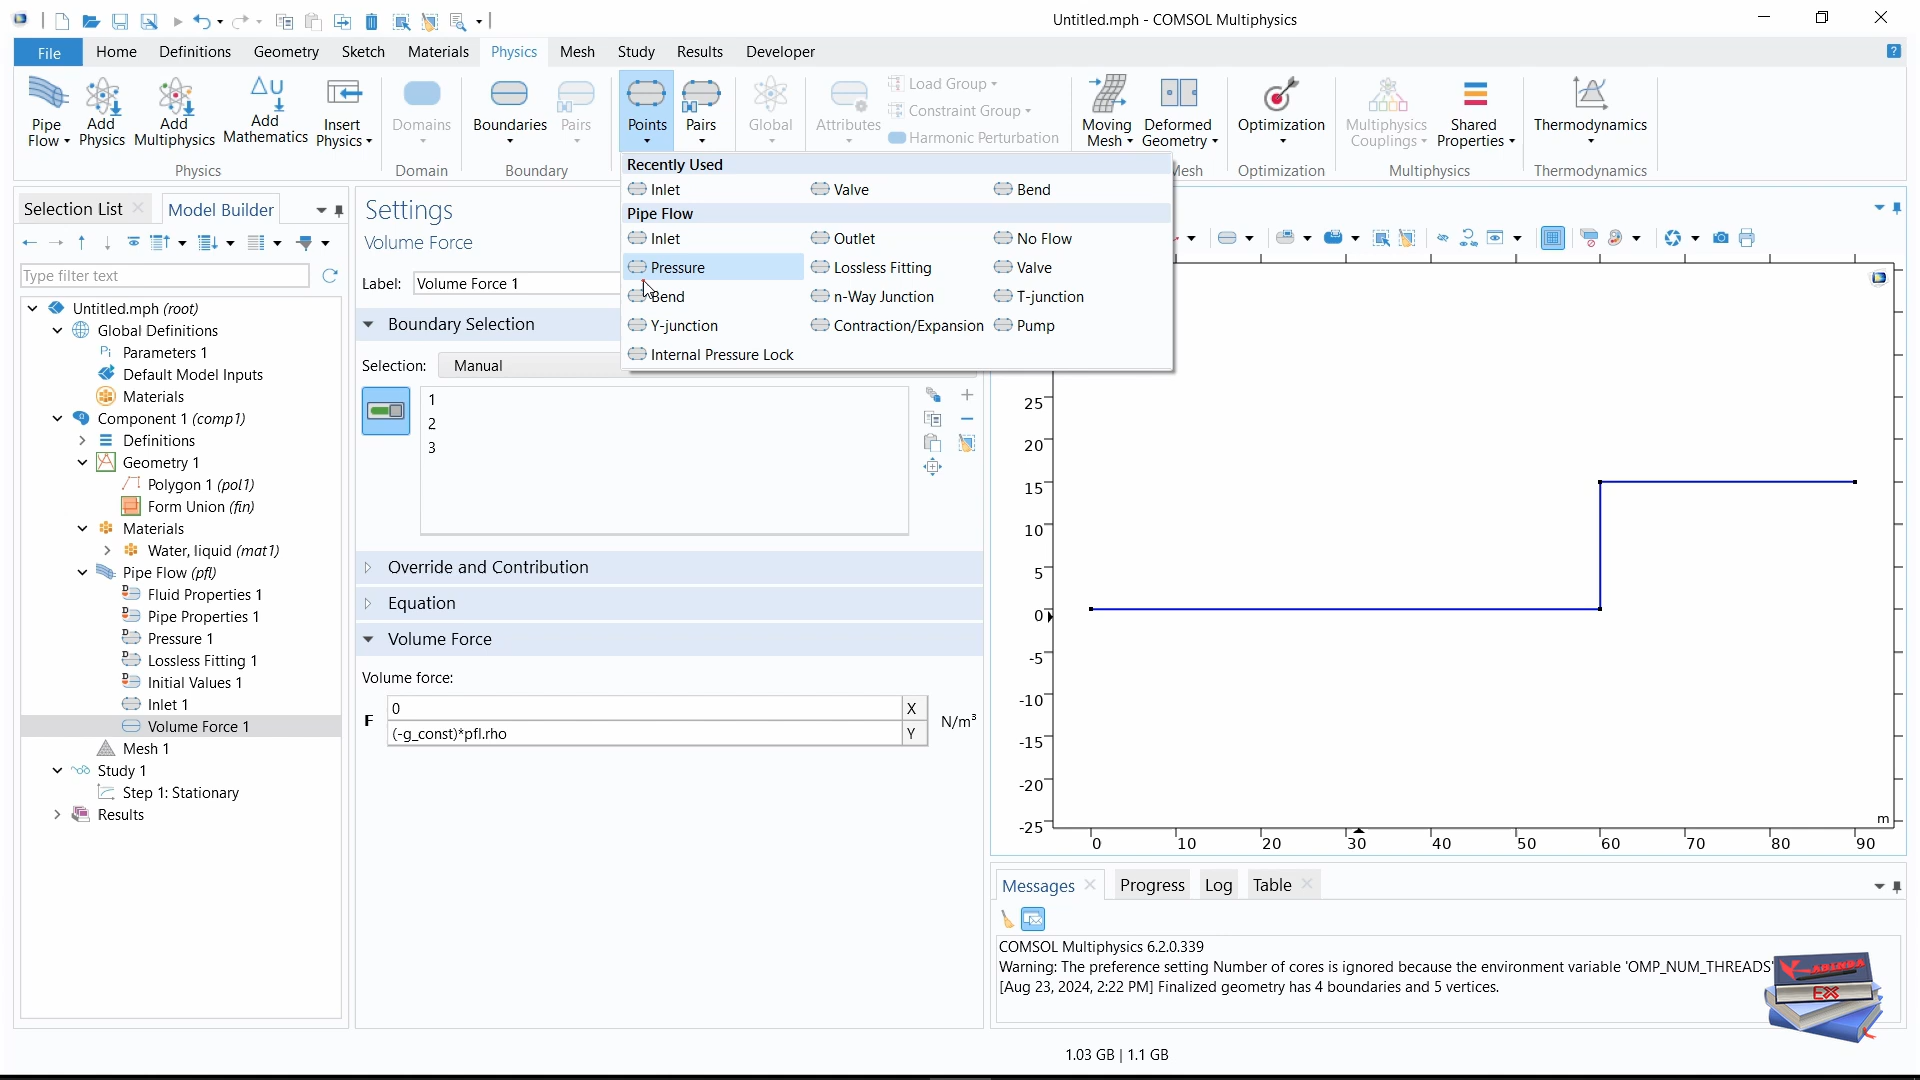 Untitled.mph - COMSOL Multiphysics
File Home Definitions Geometry Sketch Materials Physics Mesh Study Results Developer
Pipe Flow
Add Physics
Add Multiphysics
Add Mathematics
Insert Physics
Physics
Domains
Domain
Boundaries
Pairs
Boundary
Points
Pairs
Global
Attributes
Load Group
Constraint Group
Harmonic Perturbation
Moving Mesh
Deformed Geometry
Mesh
Optimization
Optimization
Multiphysics Couplings
Shared Properties
Multiphysics
Thermodynamics
Thermodynamics
Recently Used
Inlet Valve Bend
Pipe Flow
Inlet Outlet No Flow
Pressure Lossless Fitting Valve
Bend n-Way Junction T-junction
Y-junction Contraction/Expansion Pump
Internal Pressure Lock
Selection List Model Builder
Type filter text
Untitled.mph (root)
Global Definitions
Pi Parameters 1
Default Model Inputs
Materials
Component 1 (comp1)
Definitions
Geometry 1
Polygon 1 (pol1)
Form Union (fin)
Materials
Water, liquid (mat1)
Pipe Flow (pfl)
D Fluid Properties 1
D Pipe Properties 1
D Pressure 1
D Lossless Fitting 1
D Initial Values 1
Inlet 1
Volume Force 1
Mesh 1
Study 1
Step 1: Stationary
Results
Settings
Volume Force
Label: Volume Force 1
Boundary Selection
Selection: Manual
1
2
3
Override and Contribution
Equation
Volume Force
Volume force:
F
0 X
(-g_const)*pfl.rho Y
N/m³
25
20
15
10
5
0
-5
-10
-15
-20
-25
m
0 10 20 30 40 50 60 70 80 90
Messages Progress Log Table
COMSOL Multiphysics 6.2.0.339
Warning: The preference setting Number of cores is ignored because the environment variable 'OMP_NUM_THREADS'
[Aug 23, 2024, 2:22 PM] Finalized geometry has 4 boundaries and 5 vertices.
EX
1.03 GB | 1.1 GB